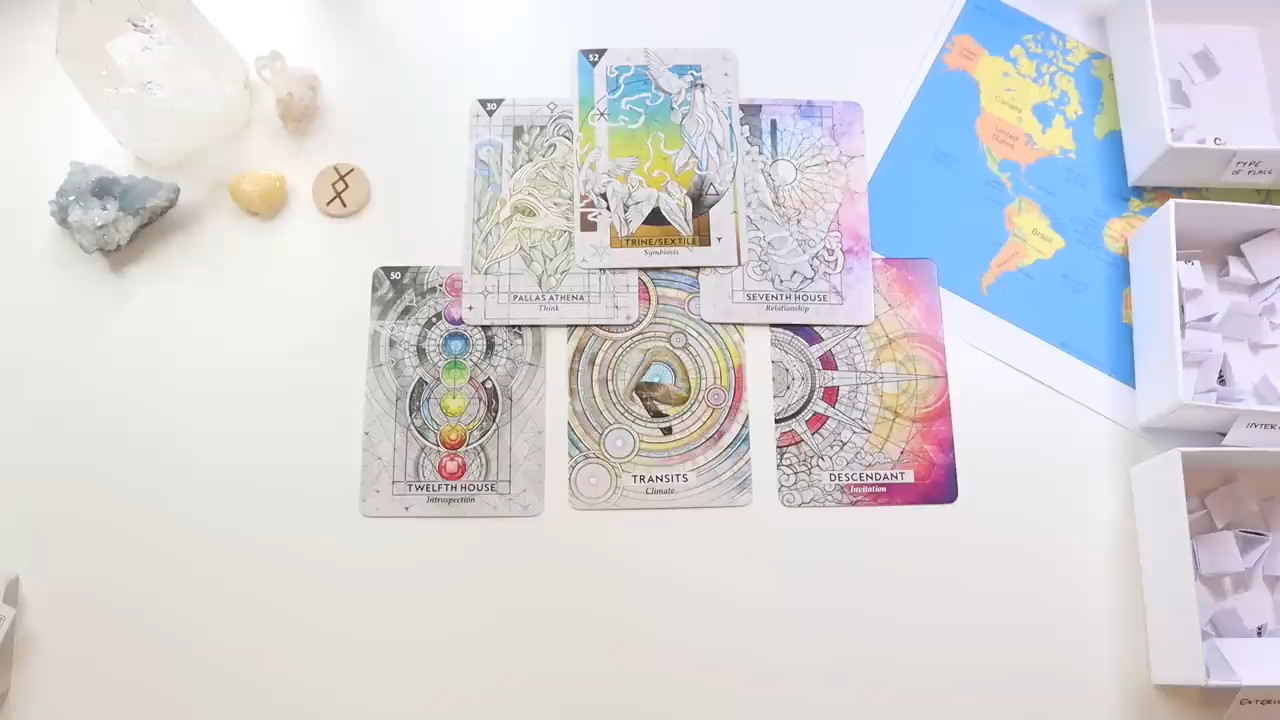 52
TRINE/SEXTILE
Symbiosis
30
PALLAS ATHENA
Think
SEVENTH HOUSE
Relationship
50
TWELFTH HOUSE
Introspection
TRANSITS
Climate
DESCENDANT
Invitation
Canada
United
States
Brazil
TYPE
OF PLACE